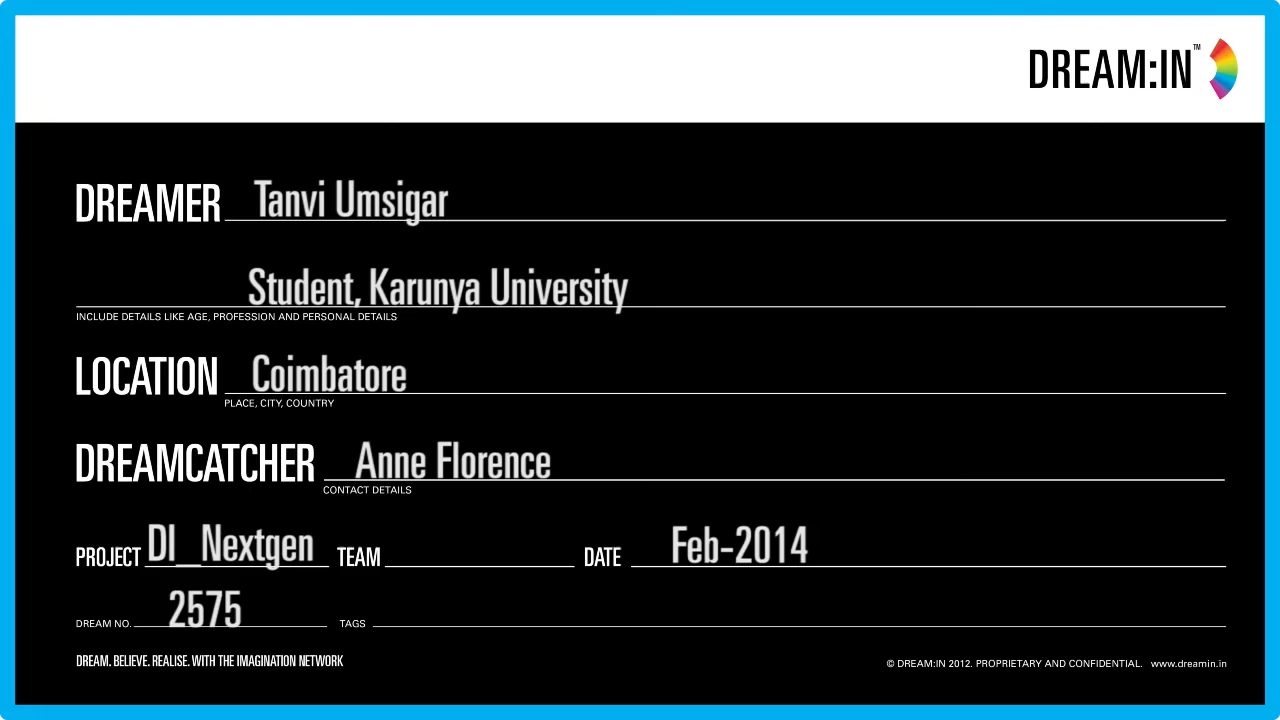 DREAM:IN™
DREAMER Tanvi Umsigar
Student, Karunya University
INCLUDE DETAILS LIKE AGE, PROFESSION AND PERSONAL DETAILS
LOCATION Coimbatore
PLACE, CITY, COUNTRY
DREAMCATCHER Anne Florence
CONTACT DETAILS
PROJECT DI_Nextgen TEAM DATE Feb-2014
DREAM NO. 2575 TAGS
DREAM. BELIEVE. REALISE. WITH THE IMAGINATION NETWORK © DREAM:IN 2012. PROPRIETARY AND CONFIDENTIAL. www.dreamin.in